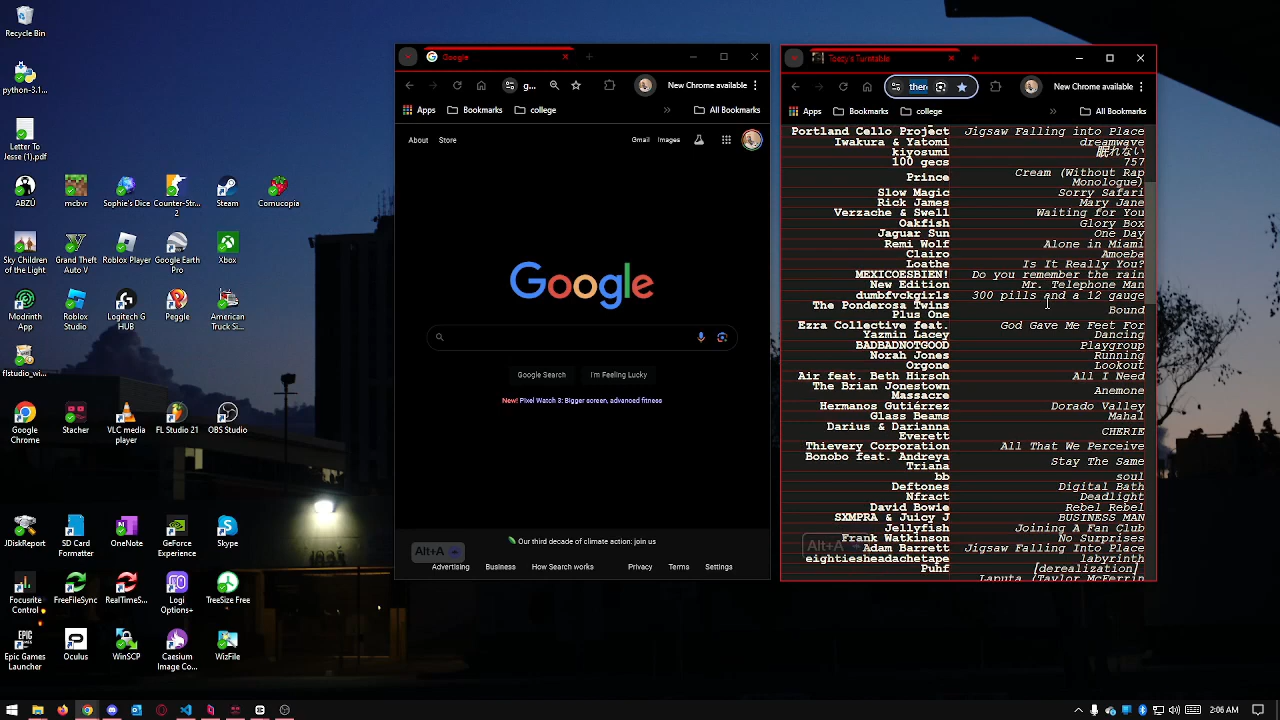 Recycle Bin
python-3.1...
Letter To
Jesse (1).pdf
ABZÛ
mcdvr
Sophie's Dice
Counter-Str...
2
Steam
Cornucopia
Sky Children
of the Light
Grand Theft
Auto V
Roblox Player
Google Earth
Pro
Xbox
Modrinth
App
Roblox
Studio
Logitech G
HUB
Peggle
American
Truck Si...
flstudio_wi...
Google
Chrome
Stacher
VLC media
player
FL Studio 21
OBS Studio
JDiskReport
SD Card
Formatter
OneNote
GeForce
Experience
Skype
Focusrite
Control
FreeFileSync
RealTimeS...
Logi
Options+
TreeSize Free
Epic Games
Launcher
Oculus
WinSCP
Caesium
Image Co...
WizFile
Google
g...
New Chrome available
Apps
Bookmarks
college
All Bookmarks
About
Store
Gmail
Images
Google
Google Search
I'm Feeling Lucky
New! Pixel Watch 3: Bigger screen, advanced fitness
Our third decade of climate action: join us
Alt+A
Advertising
Business
How Search works
Privacy
Terms
Settings
Toesy's Turntable
then
New Chrome available
Apps
Bookmarks
college
All Bookmarks
Portland Cello Project Jigsaw Falling into Place
Iwakura & Yatomi dreamwave
kiyosumi 眠れない
100 gecs 757
Prince Cream (Without Rap
Monologue)
Slow Magic Sorry Safari
Rick James Mary Jane
Verzache & Swell Waiting for You
Oakfish Glory Box
Jaguar Sun One Day
Remi Wolf Alone in Miami
Clairo Amoeba
Loathe Is It Really You?
MEXICOESBIEN! Do you remember the rain
New Edition Mr. Telephone Man
dumbfvckgirls 300 pills and a 12 gauge
The Ponderosa Twins
Plus One Bound
Ezra Collective feat. God Gave Me Feet For
Yazmin Lacey Dancing
BADBADNOTGOOD Playgroup
Norah Jones Running
Orgone Lookout
Air feat. Beth Hirsch All I Need
The Brian Jonestown
Massacre Anemone
Hermanos Gutiérrez Dorado Valley
Glass Beams Mahal
Darius & Darianna
Everett CHERIE
Thievery Corporation All That We Perceive
Bonobo feat. Andreya
Triana Stay The Same
bb soul
Deftones Digital Bath
Nfract Deadlight
David Bowie Rebel Rebel
SXMPRA & Juicy J BUSINESS MAN
Jellyfish Joining A Fan Club
Frank Watkinson No Surprises
Alt+A
Adam Barrett Jigsaw Falling Into Place
eightiesheadachetape labyrinth
Puhf [derealization]
Laputa (Taylor McFerrin
EPIC
GAMES
2:06 AM